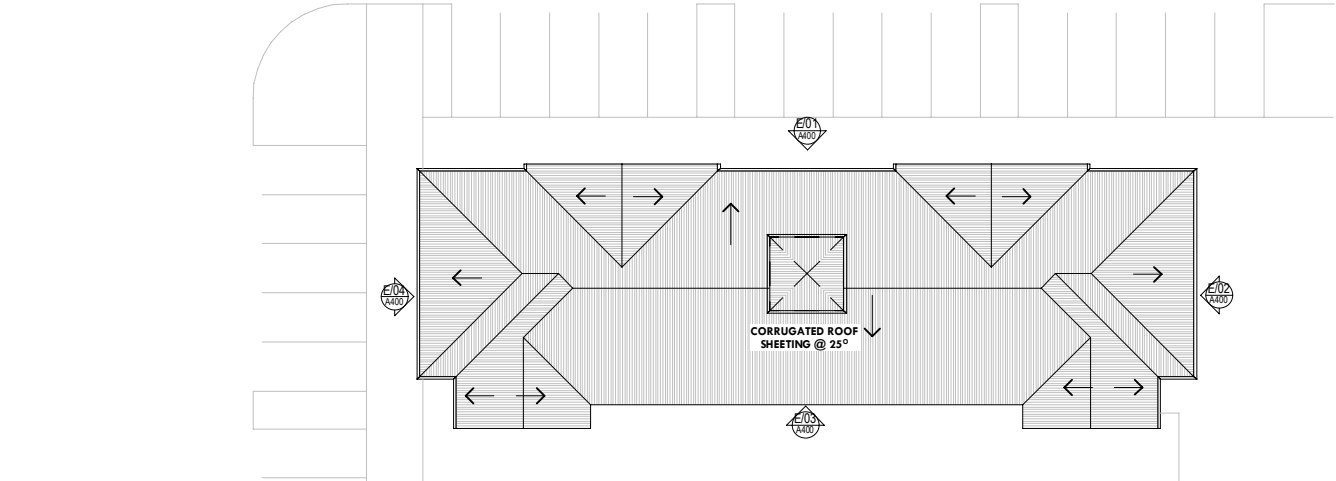 E/01
A400
E/04
A400
E/02
A400
CORRUGATED ROOF
SHEETING @ 25°
E/03
A400